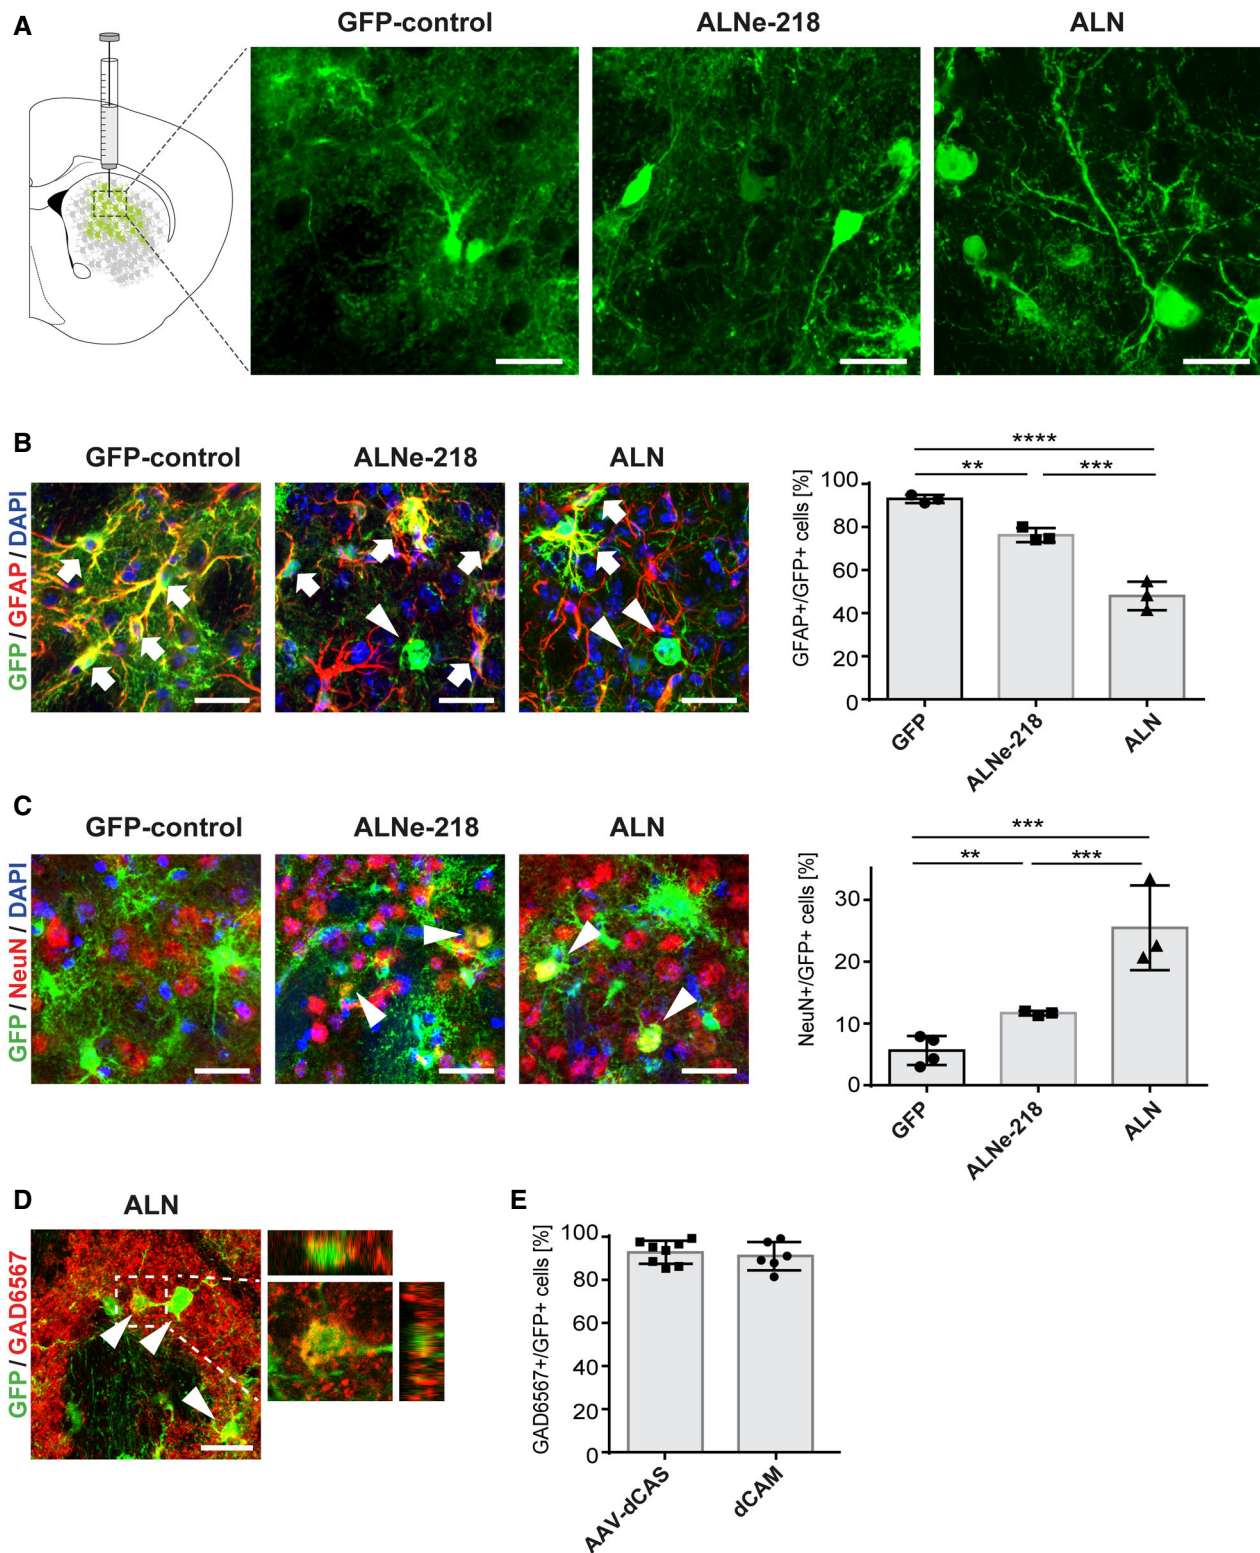 A
GFP-control
ALNe-218
ALN
B
GFP-control
ALNe-218
ALN
GFP / GFAP / DAPI
GFAP+/GFP+ cells [%]
100
80
60
40
20
0
****
**
***
GFP
ALNe-218
ALN
C
GFP-control
ALNe-218
ALN
GFP / NeuN / DAPI
NeuN+/GFP+ cells [%]
30
20
10
0
***
**
***
GFP
ALNe-218
ALN
D
ALN
GFP / GAD6567
E
GAD6567+/GFP+ cells [%]
100
80
60
40
20
0
AAV-dCAS
dCAM